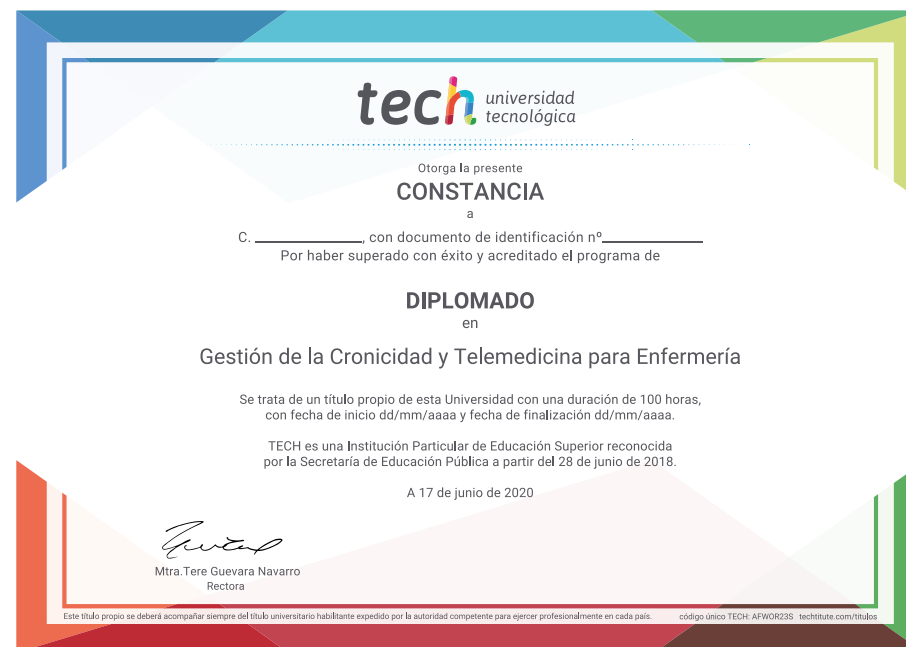 tech universidad
tecnológica
Otorga la presente
CONSTANCIA
a
C. ____________, con documento de identificación nº____________
Por haber superado con éxito y acreditado el programa de
DIPLOMADO
en
Gestión de la Cronicidad y Telemedicina para Enfermería
Se trata de un título propio de esta Universidad con una duración de 100 horas,
con fecha de inicio dd/mm/aaaa y fecha de finalización dd/mm/aaaa.
TECH es una Institución Particular de Educación Superior reconocida
por la Secretaría de Educación Pública a partir del 28 de junio de 2018.
A 17 de junio de 2020
Mtra.Tere Guevara Navarro
Rectora
Este título propio se deberá acompañar siempre del título universitario habilitante expedido por la autoridad competente para ejercer profesionalmente en cada país. código único TECH: AFWOR23S techtitute.com/titulos